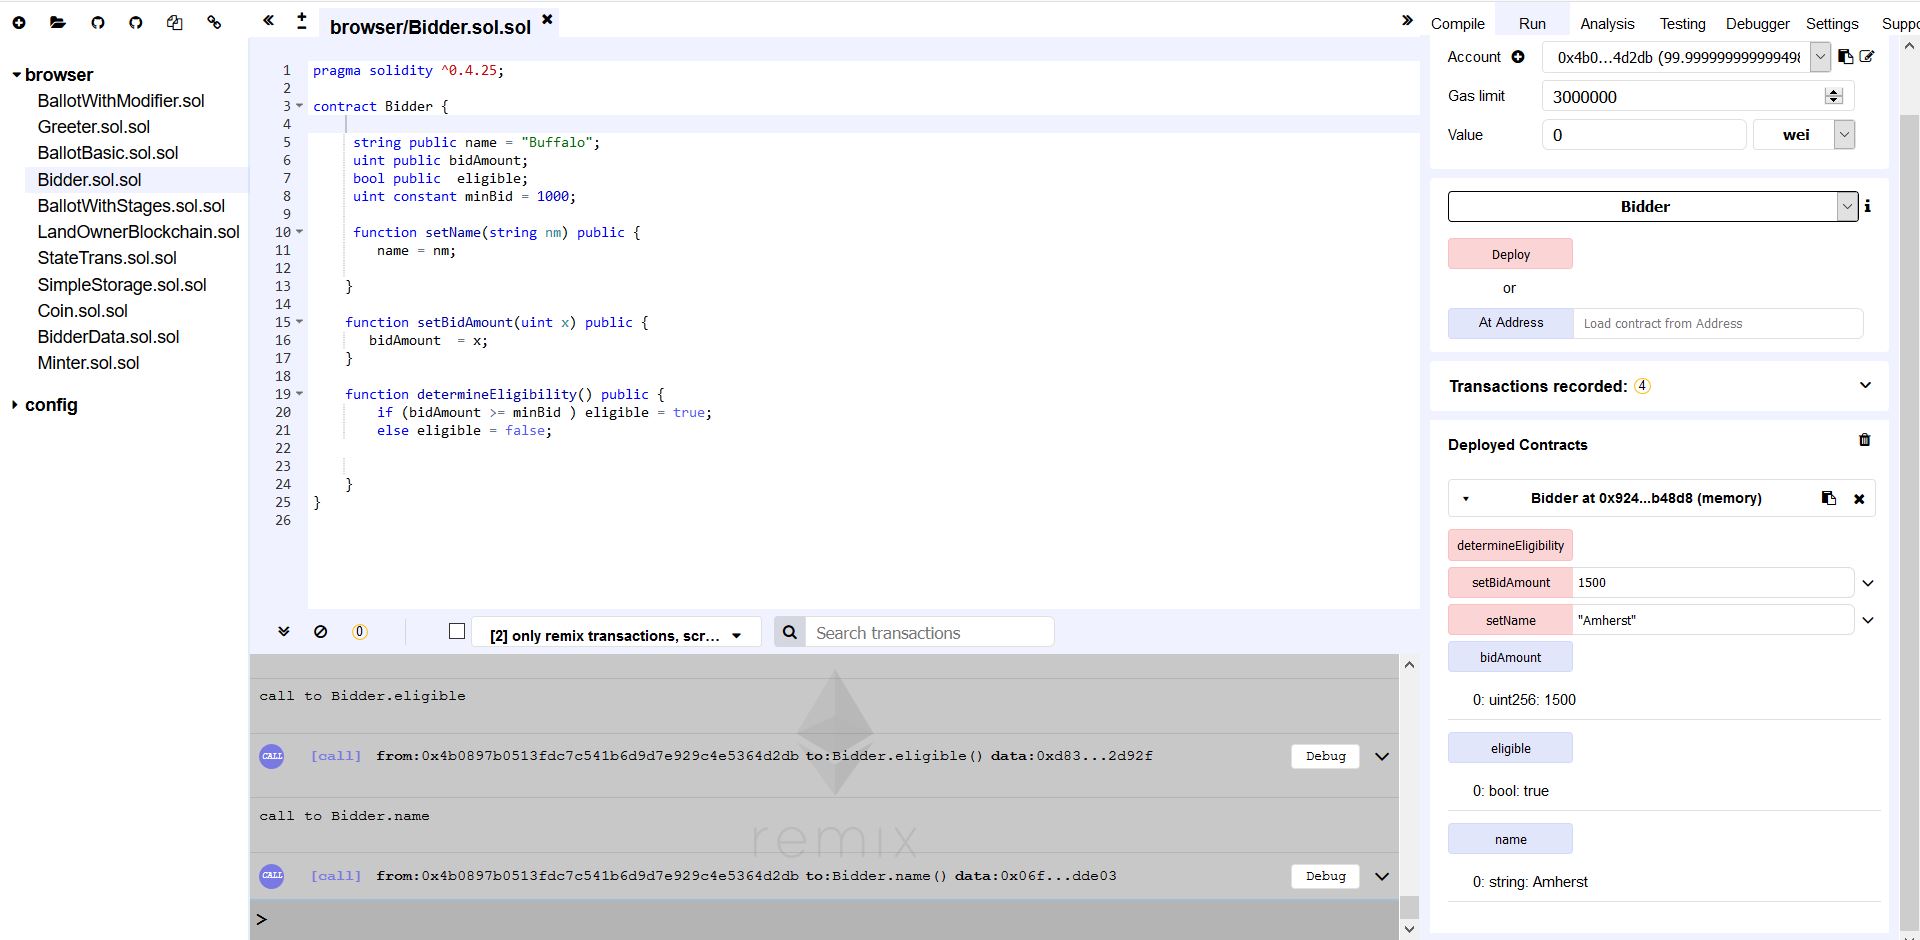 browser/Bidder.sol.sol
Compile Run Analysis Testing Debugger Settings Suppo
browser
BallotWithModifier.sol
Greeter.sol.sol
BallotBasic.sol.sol
Bidder.sol.sol
BallotWithStages.sol.sol
LandOwnerBlockchain.sol
StateTrans.sol.sol
SimpleStorage.sol.sol
Coin.sol.sol
BidderData.sol.sol
Minter.sol.sol
config
1 pragma solidity ^0.4.25;
2
3 contract Bidder {
4
5 string public name = "Buffalo";
6 uint public bidAmount;
7 bool public  eligible;
8 uint constant minBid = 1000;
9
10 function setName(string nm) public {
11 name = nm;
12
13 }
14
15 function setBidAmount(uint x) public {
16 bidAmount  = x;
17 }
18
19 function determineEligibility() public {
20 if (bidAmount >= minBid ) eligible = true;
21 else eligible = false;
22
23
24 }
25 }
26
0 [2] only remix transactions, scr... Search transactions
call to Bidder.eligible
CALL [call] from:0x4b0897b0513fdc7c541b6d9d7e929c4e5364d2db to:Bidder.eligible() data:0xd83...2d92f Debug
call to Bidder.name
remix
CALL [call] from:0x4b0897b0513fdc7c541b6d9d7e929c4e5364d2db to:Bidder.name() data:0x06f...dde03 Debug
>
Account 0x4b0...4d2db (99.999999999999498
Gas limit 3000000
Value 0 wei
Bidder
Deploy
or
At Address Load contract from Address
Transactions recorded: 4
Deployed Contracts
Bidder at 0x924...b48d8 (memory)
determineEligibility
setBidAmount 1500
setName "Amherst"
bidAmount
0: uint256: 1500
eligible
0: bool: true
name
0: string: Amherst